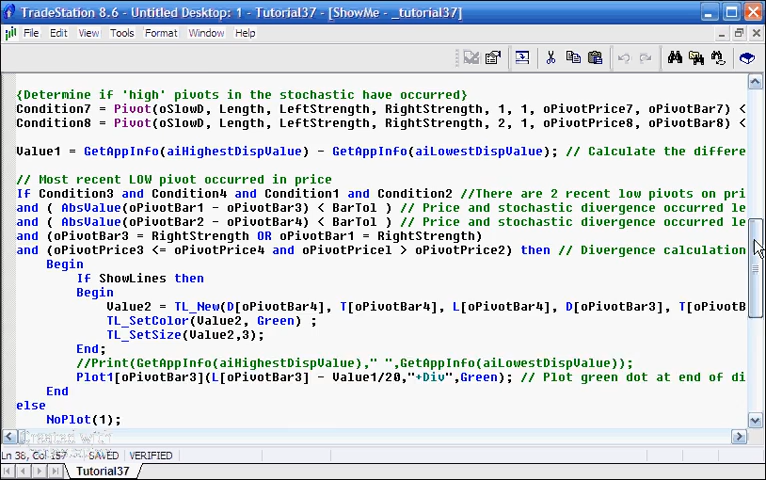 TradeStation 8.6 - Untitled Desktop: 1 - Tutorial37 - [ShowMe - _tutorial37]
File Edit View Tools Format Window Help
{Determine if 'high' pivots in the stochastic have occurred}
Condition7 = Pivot(oSlowD, Length, LeftStrength, RightStrength, 1, 1, oPivotPrice7, oPivotBar7) <
Condition8 = Pivot(oSlowD, Length, LeftStrength, RightStrength, 2, 1, oPivotPrice8, oPivotBar8) <
Value1 = GetAppInfo(aiHighestDispValue) - GetAppInfo(aiLowestDispValue); // Calculate the differe
// Most recent LOW pivot occurred in price
If Condition3 and Condition4 and Condition1 and Condition2 //There are 2 recent low pivots on pri
and ( AbsValue(oPivotBar1 - oPivotBar3) < BarTol ) // Price and stochastic divergence occurred le
and ( AbsValue(oPivotBar2 - oPivotBar4) < BarTol ) // Price and stochastic divergence occurred le
and (oPivotBar3 = RightStrength OR oPivotBar1 = RightStrength)
and (oPivotPrice3 <= oPivotPrice4 and oPivotPrice1 > oPivotPrice2) then // Divergence calculation
Begin
If ShowLines then
Begin
Value2 = TL_New(D[oPivotBar4], T[oPivotBar4], L[oPivotBar4], D[oPivotBar3], T[oPivotB
TL_SetColor(Value2, Green) ;
TL_SetSize(Value2,3);
End;
//Print(GetAppInfo(aiHighestDispValue)," ",GetAppInfo(aiLowestDispValue));
Plot1[oPivotBar3](L[oPivotBar3] - Value1/20,"+Div",Green); // Plot green dot at end of di
End
else
NoPlot(1);
Created with
Ln 38, Col 157 SAVED VERIFIED
Tutorial37